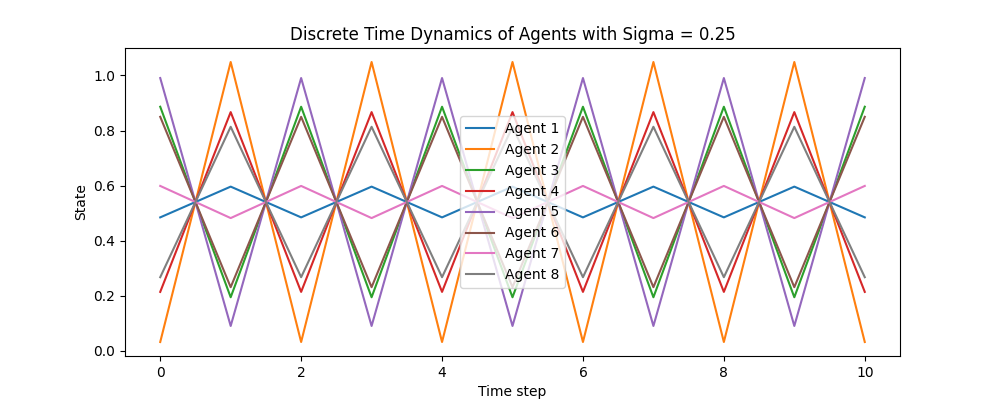 Discrete Time Dynamics of Agents with Sigma = 0.25
State
1.0
0.8
0.6
0.4
0.2
0.0
Agent 1
Agent 2
Agent 3
Agent 4
Agent 5
Agent 6
Agent 7
Agent 8
0 2 4 6 8 10
Time step